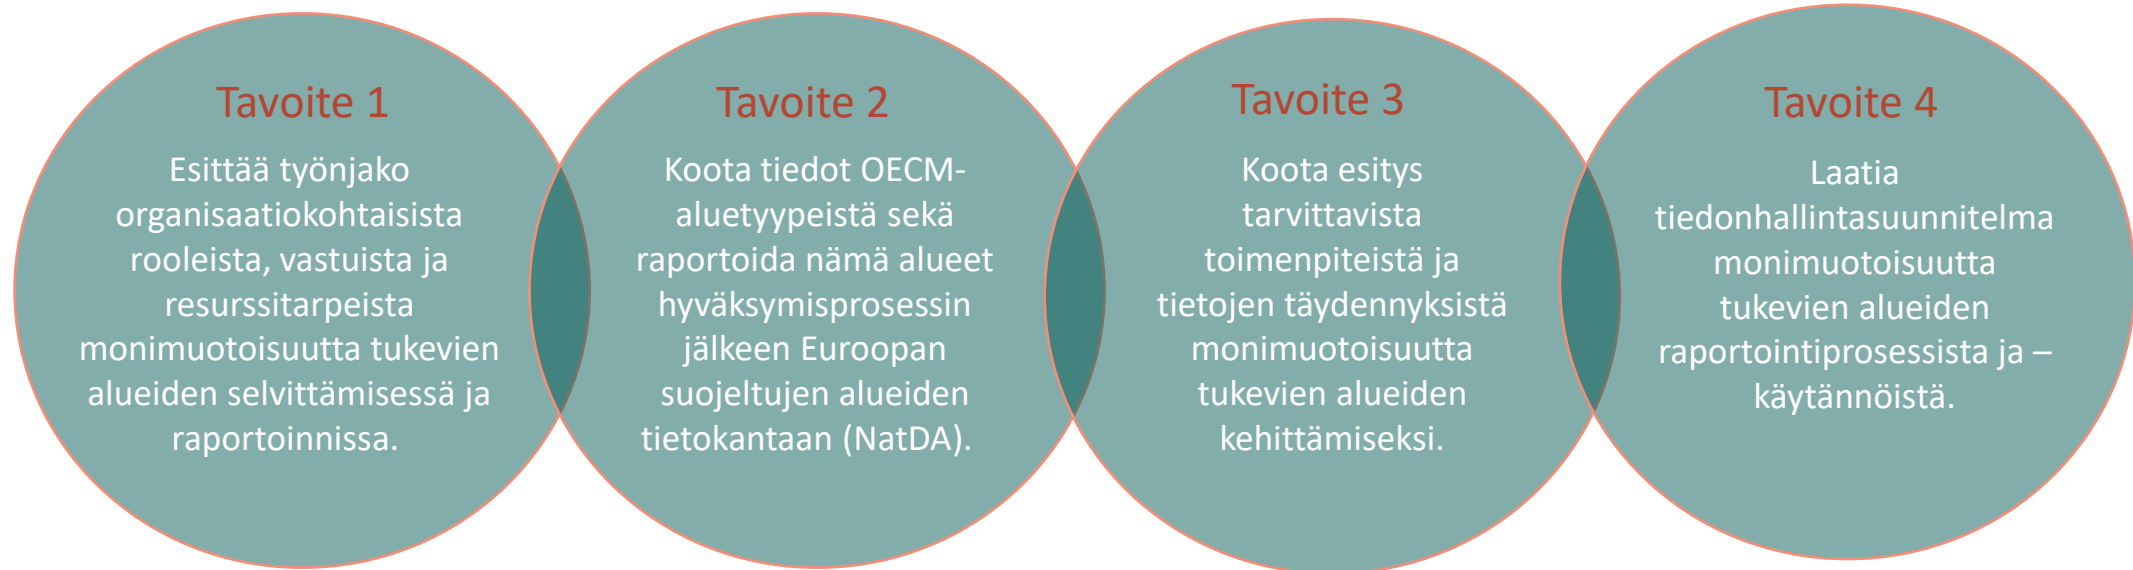 Tavoite 1
Esittää työnjako
organisaatiokohtaisista
rooleista, vastuista ja
resurssitarpeista
monimuotoisuutta tukevien
alueiden selvittämisessä ja
raportoinnissa.
Tavoite 2
Koota tiedot OECM-
aluetyypeistä sekä
raportoida nämä alueet
hyväksymisprosessin
jälkeen Euroopan
suojeltujen alueiden
tietokantaan (NatDA).
Tavoite 3
Koota esitys
tarvittavista
toimenpiteistä ja
tietojen täydennyksistä
monimuotoisuutta
tukevien alueiden
kehittämiseksi.
Tavoite 4
Laatia
tiedonhallintasuunnitelma
monimuotoisuutta
tukevien alueiden
raportointiprosessista ja –
käytännöistä.